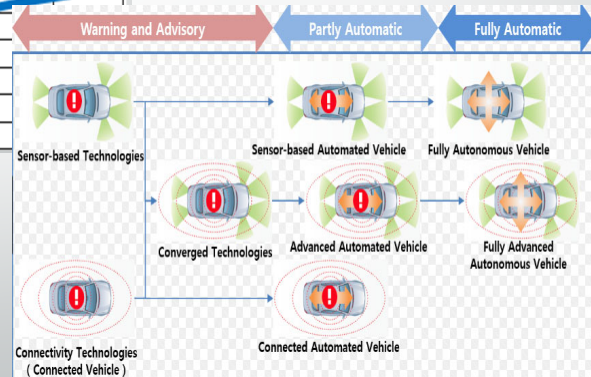 Warning and Advisory
Partly Automatic
Fully Automatic
Sensor-based Technologies
Sensor-based Automated Vehicle
Fully Autonomous Vehicle
Converged Technologies
Advanced Automated Vehicle
Fully Advanced
Autonomous Vehicle
Connectivity Technologies
( Connected Vehicle )
Connected Automated Vehicle